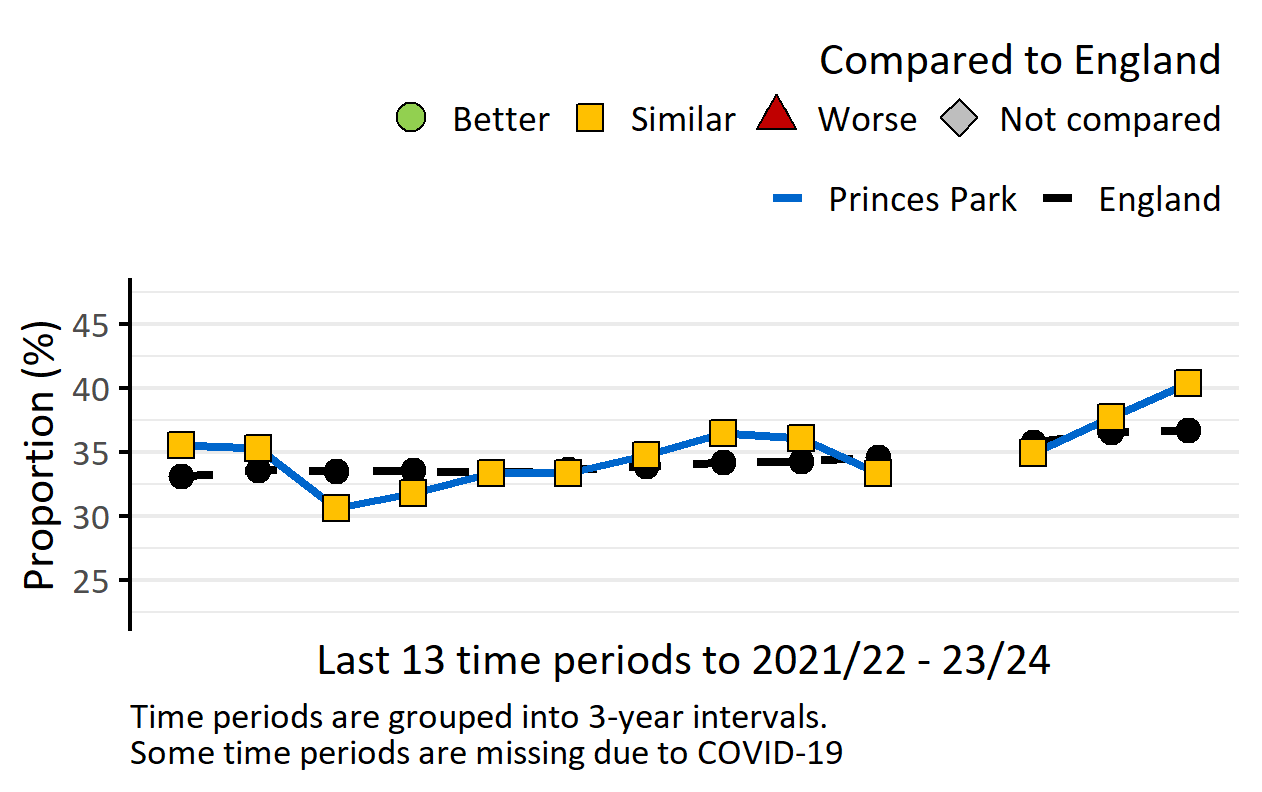 Compared to England
Better Similar Worse Not compared
Princes Park England
Proportion (%)
45
40
35
30
25
Last 13 time periods to 2021/22 - 23/24
Time periods are grouped into 3-year intervals.
Some time periods are missing due to COVID-19